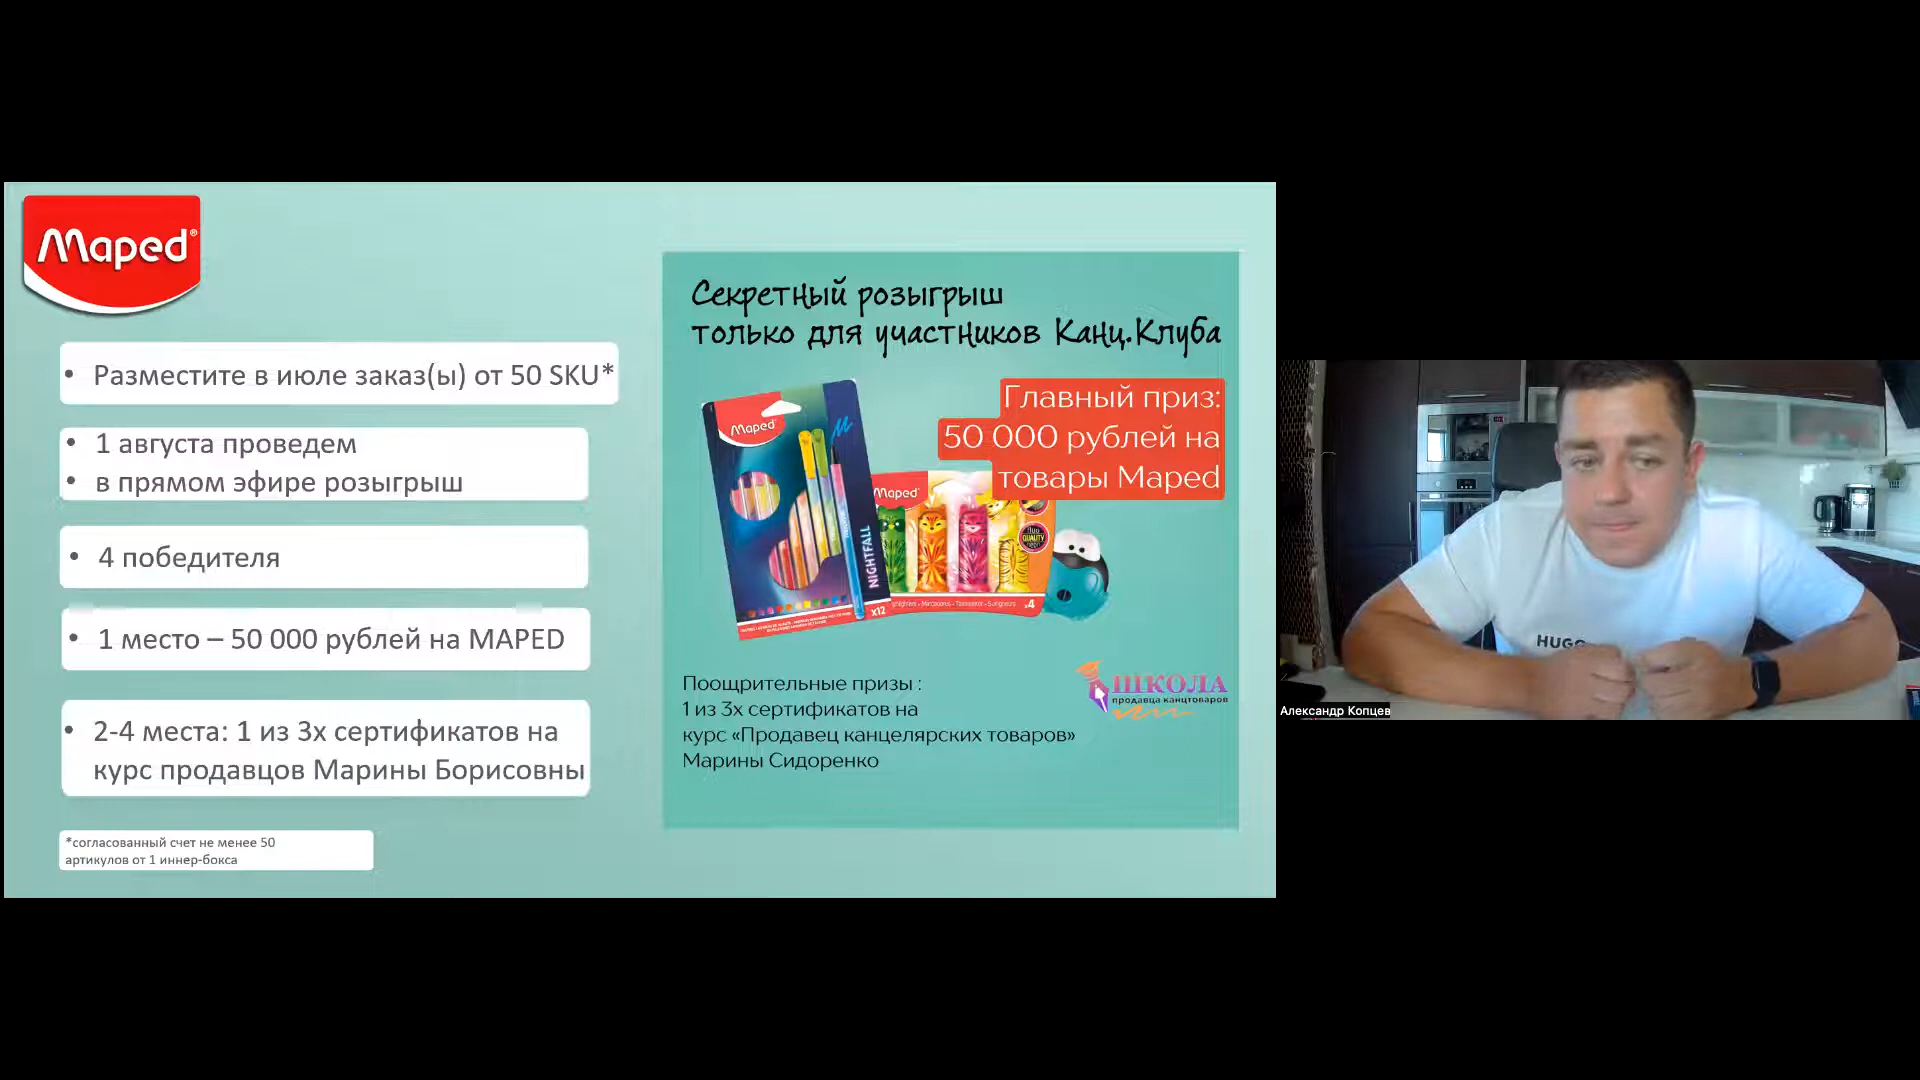 Maped®
Разместите в июле заказ(ы) от 50 SKU*
1 августа проведем
в прямом эфире розыгрыш
4 победителя
1 место – 50 000 рублей на MAPED
2-4 места: 1 из 3х сертификатов на
курс продавцов Марины Борисовны
*согласованный счет не менее 50
артикулов от 1 иннер-бокса
Секретный розыгрыш
только для участников Канц.Клуба
Главный приз:
50 000 рублей на
товары Maped
Maped
NIGHTFALL
x12
Maped
QUALITY
x4
Поощрительные призы :
1 из 3х сертификатов на
курс «Продавец канцелярских товаров»
Марины Сидоренко
ШКОЛА
продавца канцтоваров
HUGO
Александр Копцев